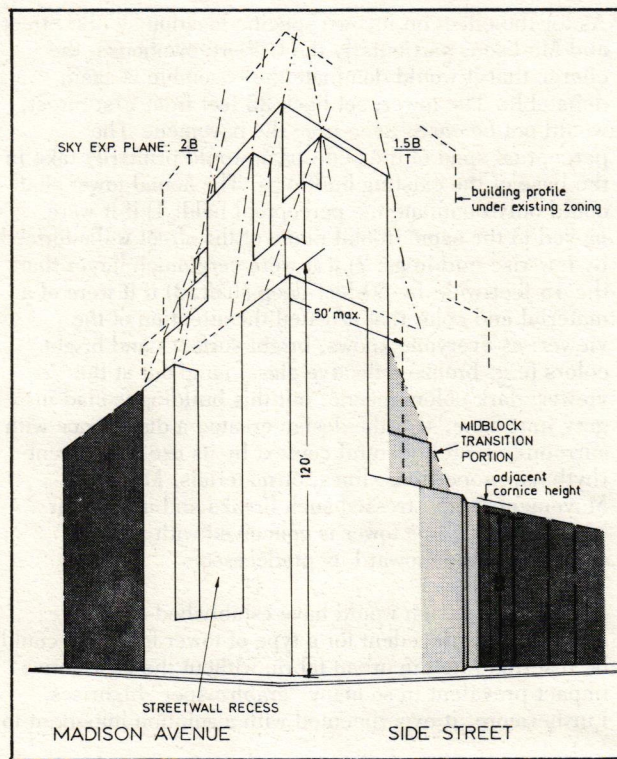 SKY EXP. PLANE: 2B/T
1.5B/T
building profile
under existing zoning
50' max.
120'
MIDBLOCK
TRANSITION
PORTION
adjacent
cornice height
STREETWALL RECESS
MADISON AVENUE
SIDE STREET